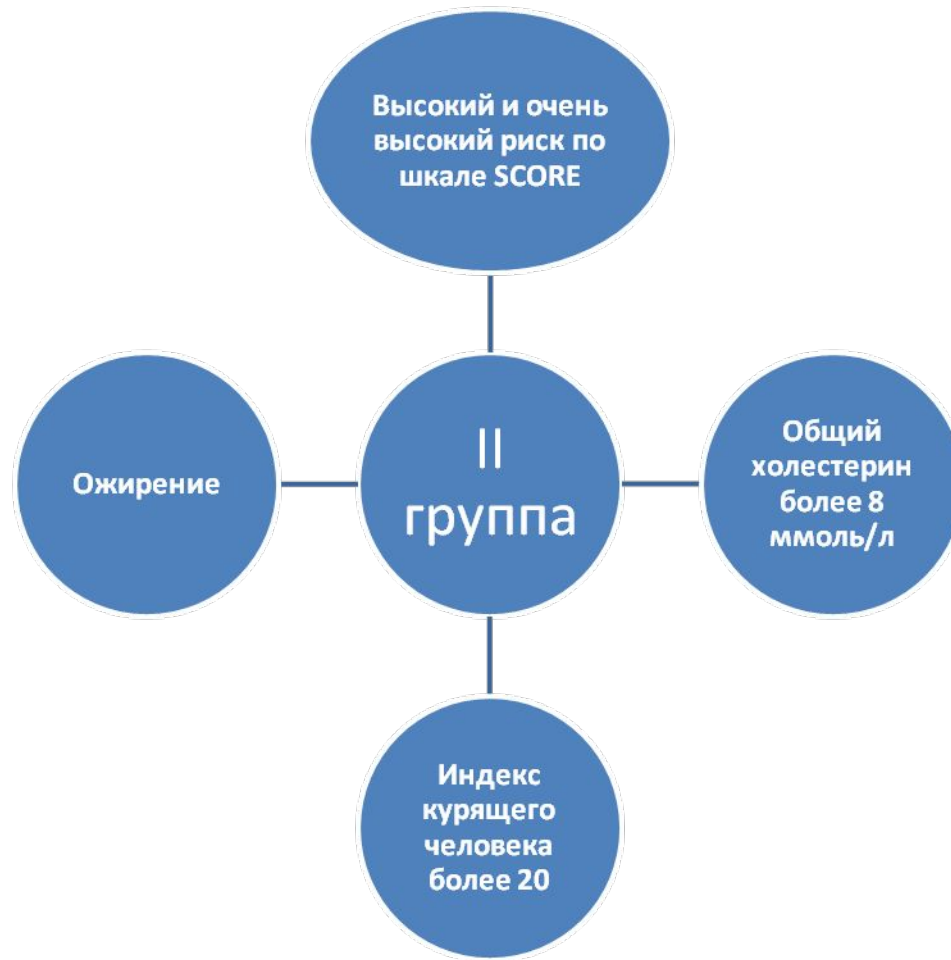 Высокий и очень
высокий риск по
шкале SCORE
Ожирение
II
группа
Общий
холестерин
более 8
ммоль/л
Индекс
курящего
человека
более 20